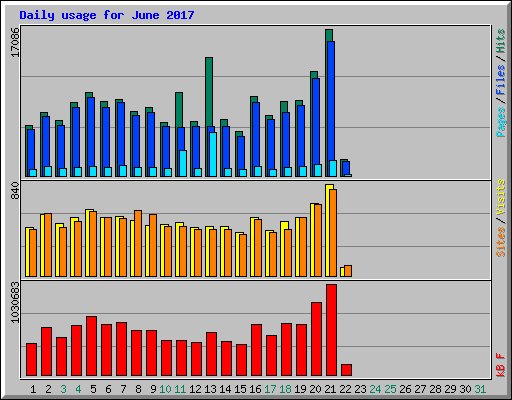 Daily usage for June 2017
17086
Pages/Files/Hits
840
Sites/Visits
1030683
kB F
1 2 3 4 5 6 7 8 9 10 11 12 13 14 15 16 17 18 19 20 21 22 23 24 25 26 27 28 29 30 31